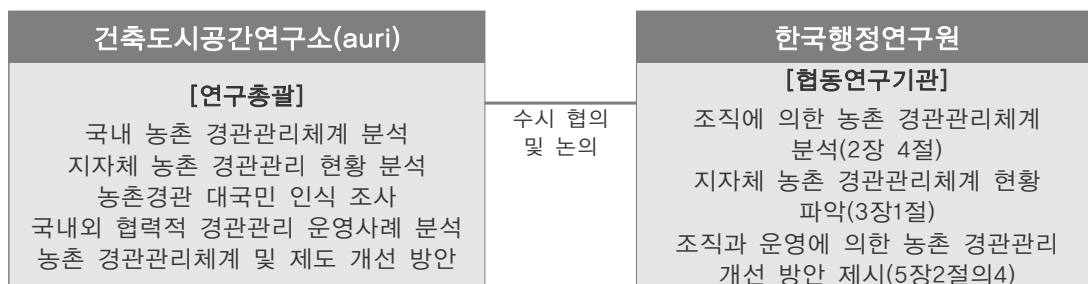 건축도시공간연구소(auri)
[연구총괄]
국내 농촌 경관관리체계 분석
지자체 농촌 경관관리 현황 분석
농촌경관 대국민 인식 조사
국내외 협력적 경관관리 운영사례 분석
농촌 경관관리체계 및 제도 개선 방안
수시 협의
및 논의
한국행정연구원
[협동연구기관]
조직에 의한 농촌 경관관리체계
분석(2장 4절)
지자체 농촌 경관관리체계 현황
파악(3장1절)
조직과 운영에 의한 농촌 경관관리
개선 방안 제시(5장2절의4)